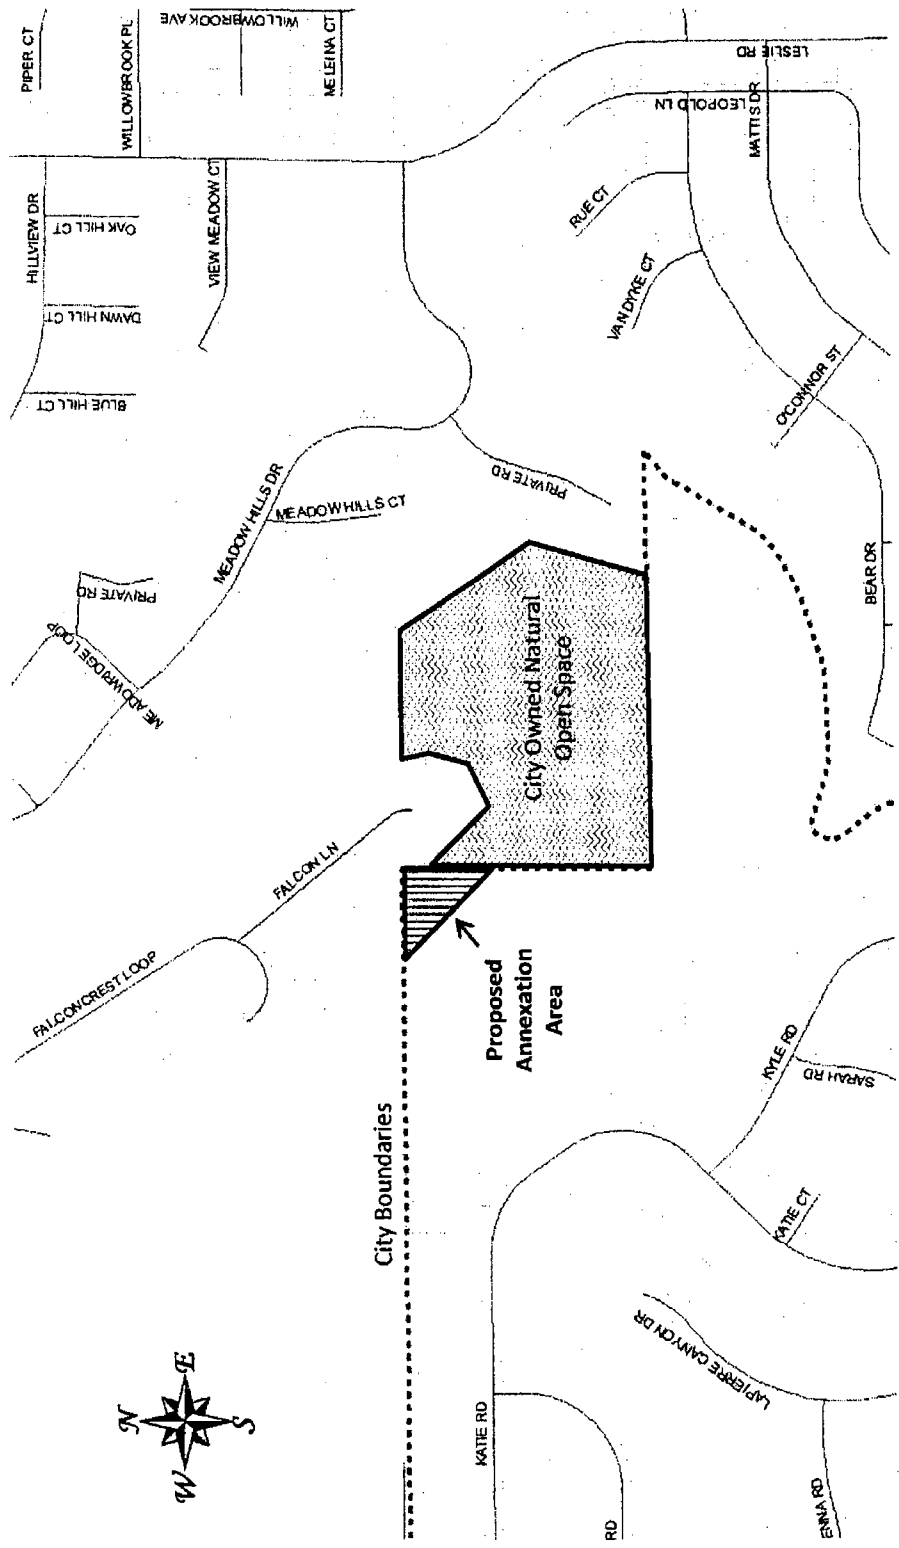 PIPER CT
HILLVIEW DR
BLUE HILL CT
DAWN HILL CT
OAK HILL CT
WILLOWBROOK PL
WILLOWBROOK AVE
MELEINA CT
VIEW MEADOW CT
MEADOWRIDGE LOOP
PRIVATE RD
FALCONCREST LOOP
N
W
E
S
MEADOW HILLS DR
MEADOW HILLS CT
FALCON LN
City Boundaries
Proposed
Annexation
Area
City Owned Natural
Open Space
PRIVATE RD
KATIE RD
RD
LAPIERRE CANYON DR
ENNA RD
KATIE CT
KYLE RD
SARAH RD
VAN DYKE CT
RUE CT
LEOPOLD LN
LESLIE RD
MATTIS DR
O'CONNOR ST
BEAR DR